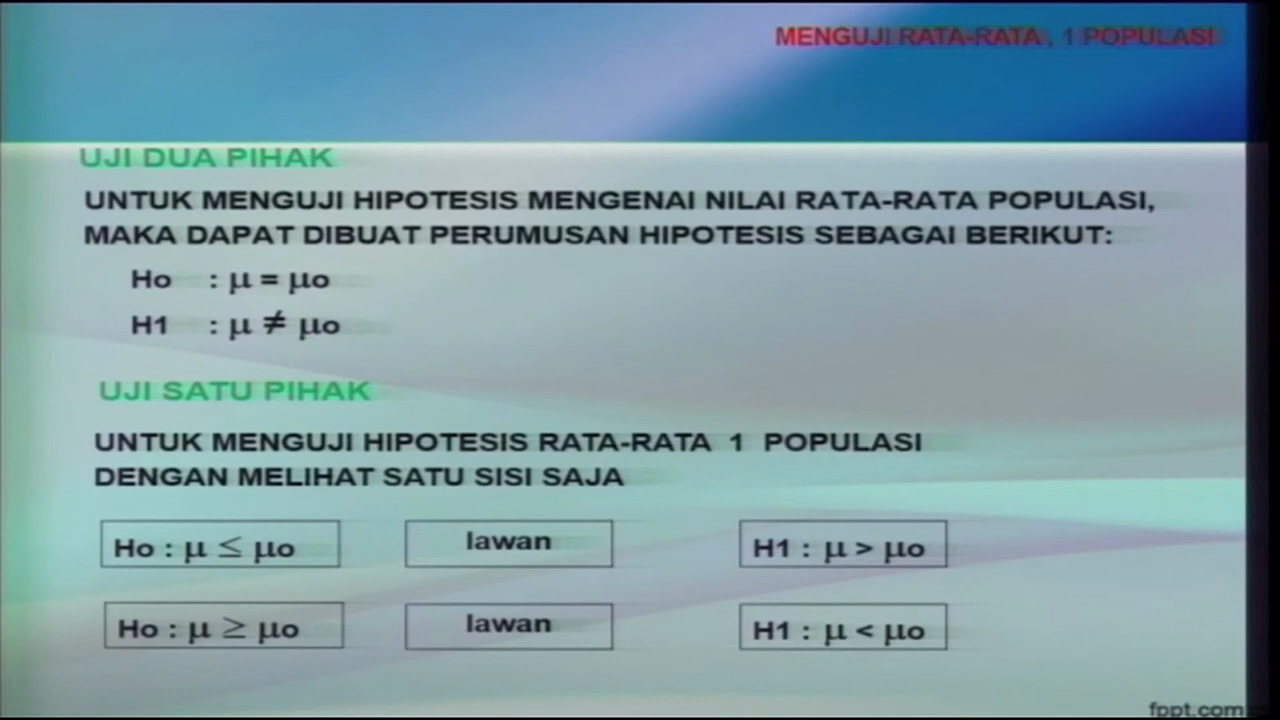 MENGUJI RATA-RATA , 1 POPULASI
UJI DUA PIHAK
UNTUK MENGUJI HIPOTESIS MENGENAI NILAI RATA-RATA POPULASI,
MAKA DAPAT DIBUAT PERUMUSAN HIPOTESIS SEBAGAI BERIKUT:
Ho : μ = μo
H1 : μ ≠ μo
UJI SATU PIHAK
UNTUK MENGUJI HIPOTESIS RATA-RATA 1 POPULASI
DENGAN MELIHAT SATU SISI SAJA
Ho : μ ≤ μo lawan H1 : μ > μo
Ho : μ ≥ μo lawan H1 : μ < μo
fppt.com